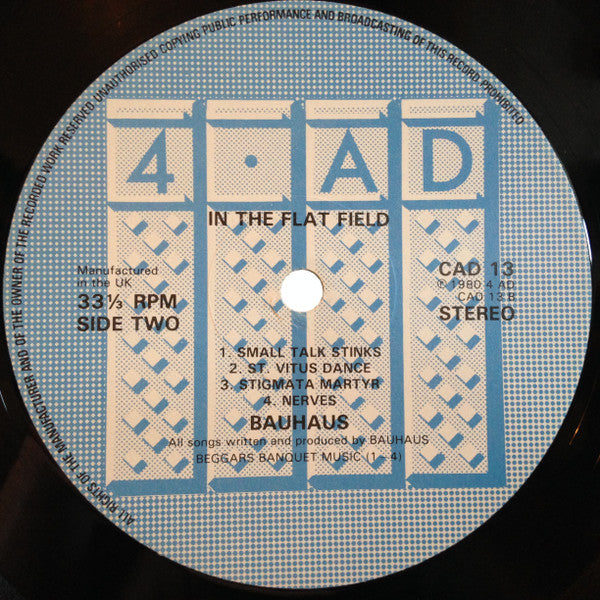 ALL RIGHTS OF THE MANUFACTURER AND OF THE OWNER OF THE RECORDED WORK RESERVED UNAUTHORISED COPYING PUBLIC PERFORMANCE AND BROADCASTING OF THIS RECORD PROHIBITED
4 · AD
IN THE FLAT FIELD
Manufactured
in the UK
33⅓ RPM
SIDE TWO
CAD 13
℗ 1980 4 AD
CAD 13 B
STEREO
1. SMALL TALK STINKS
2. ST. VITUS DANCE
3. STIGMATA MARTYR
4. NERVES
BAUHAUS
All songs written and produced by BAUHAUS
BEGGARS BANQUET MUSIC (1 – 4)